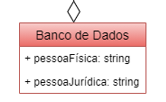 Banco de Dados
+ pessoaFísica: string
+ pessoaJurídica: string